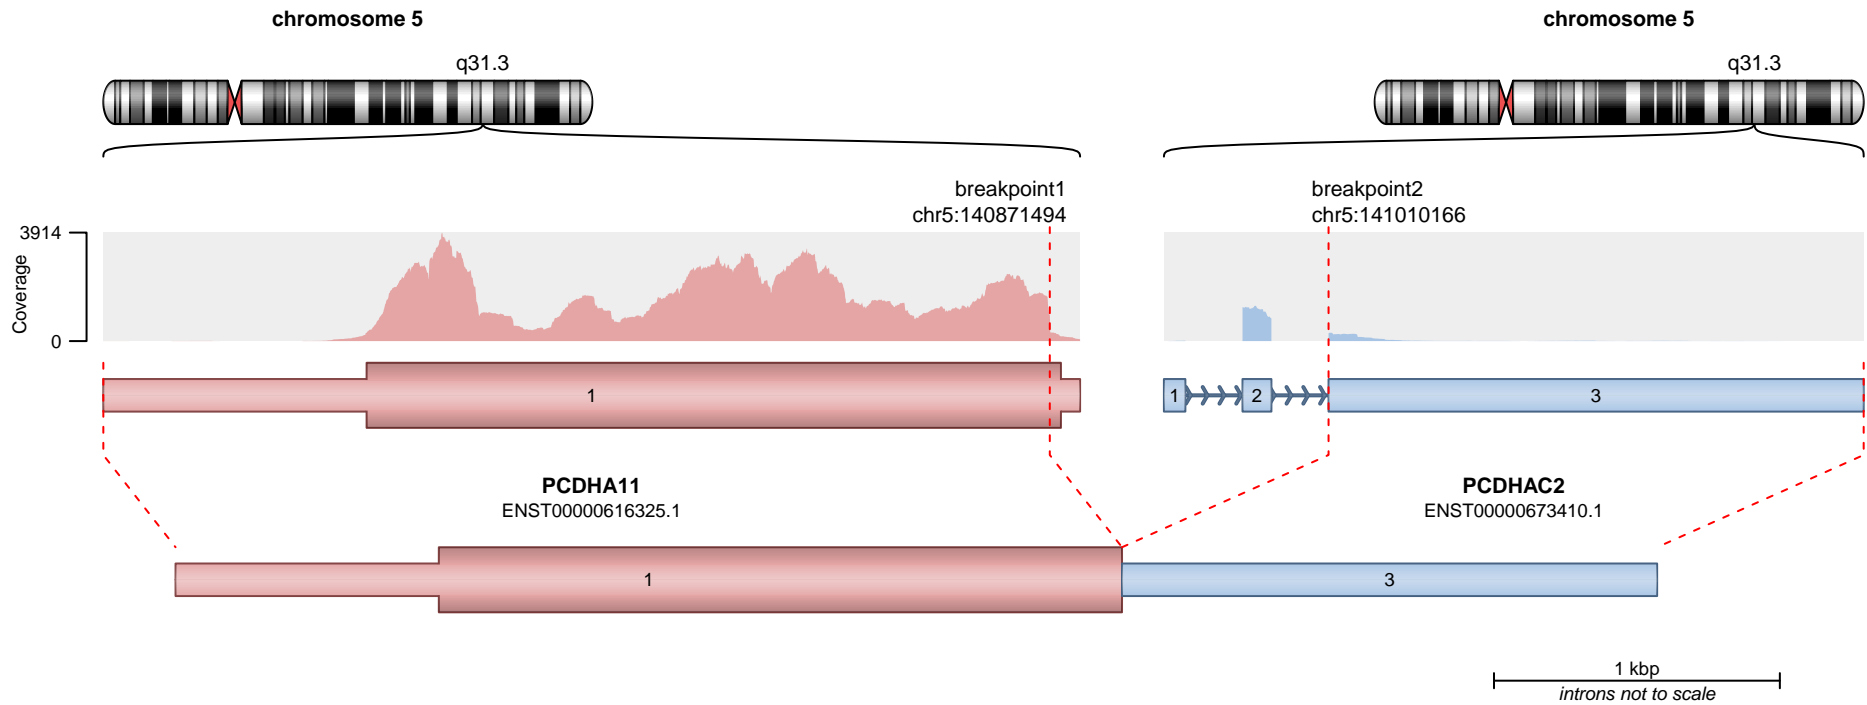 chromosome 5
chromosome 5
q31.3
q31.3
breakpoint1
chr5:140871494
breakpoint2
chr5:141010166
3914
Coverage
0
1
1
2
3
PCDHA11
ENST00000616325.1
PCDHAC2
ENST00000673410.1
1
3
1 kbp
introns not to scale